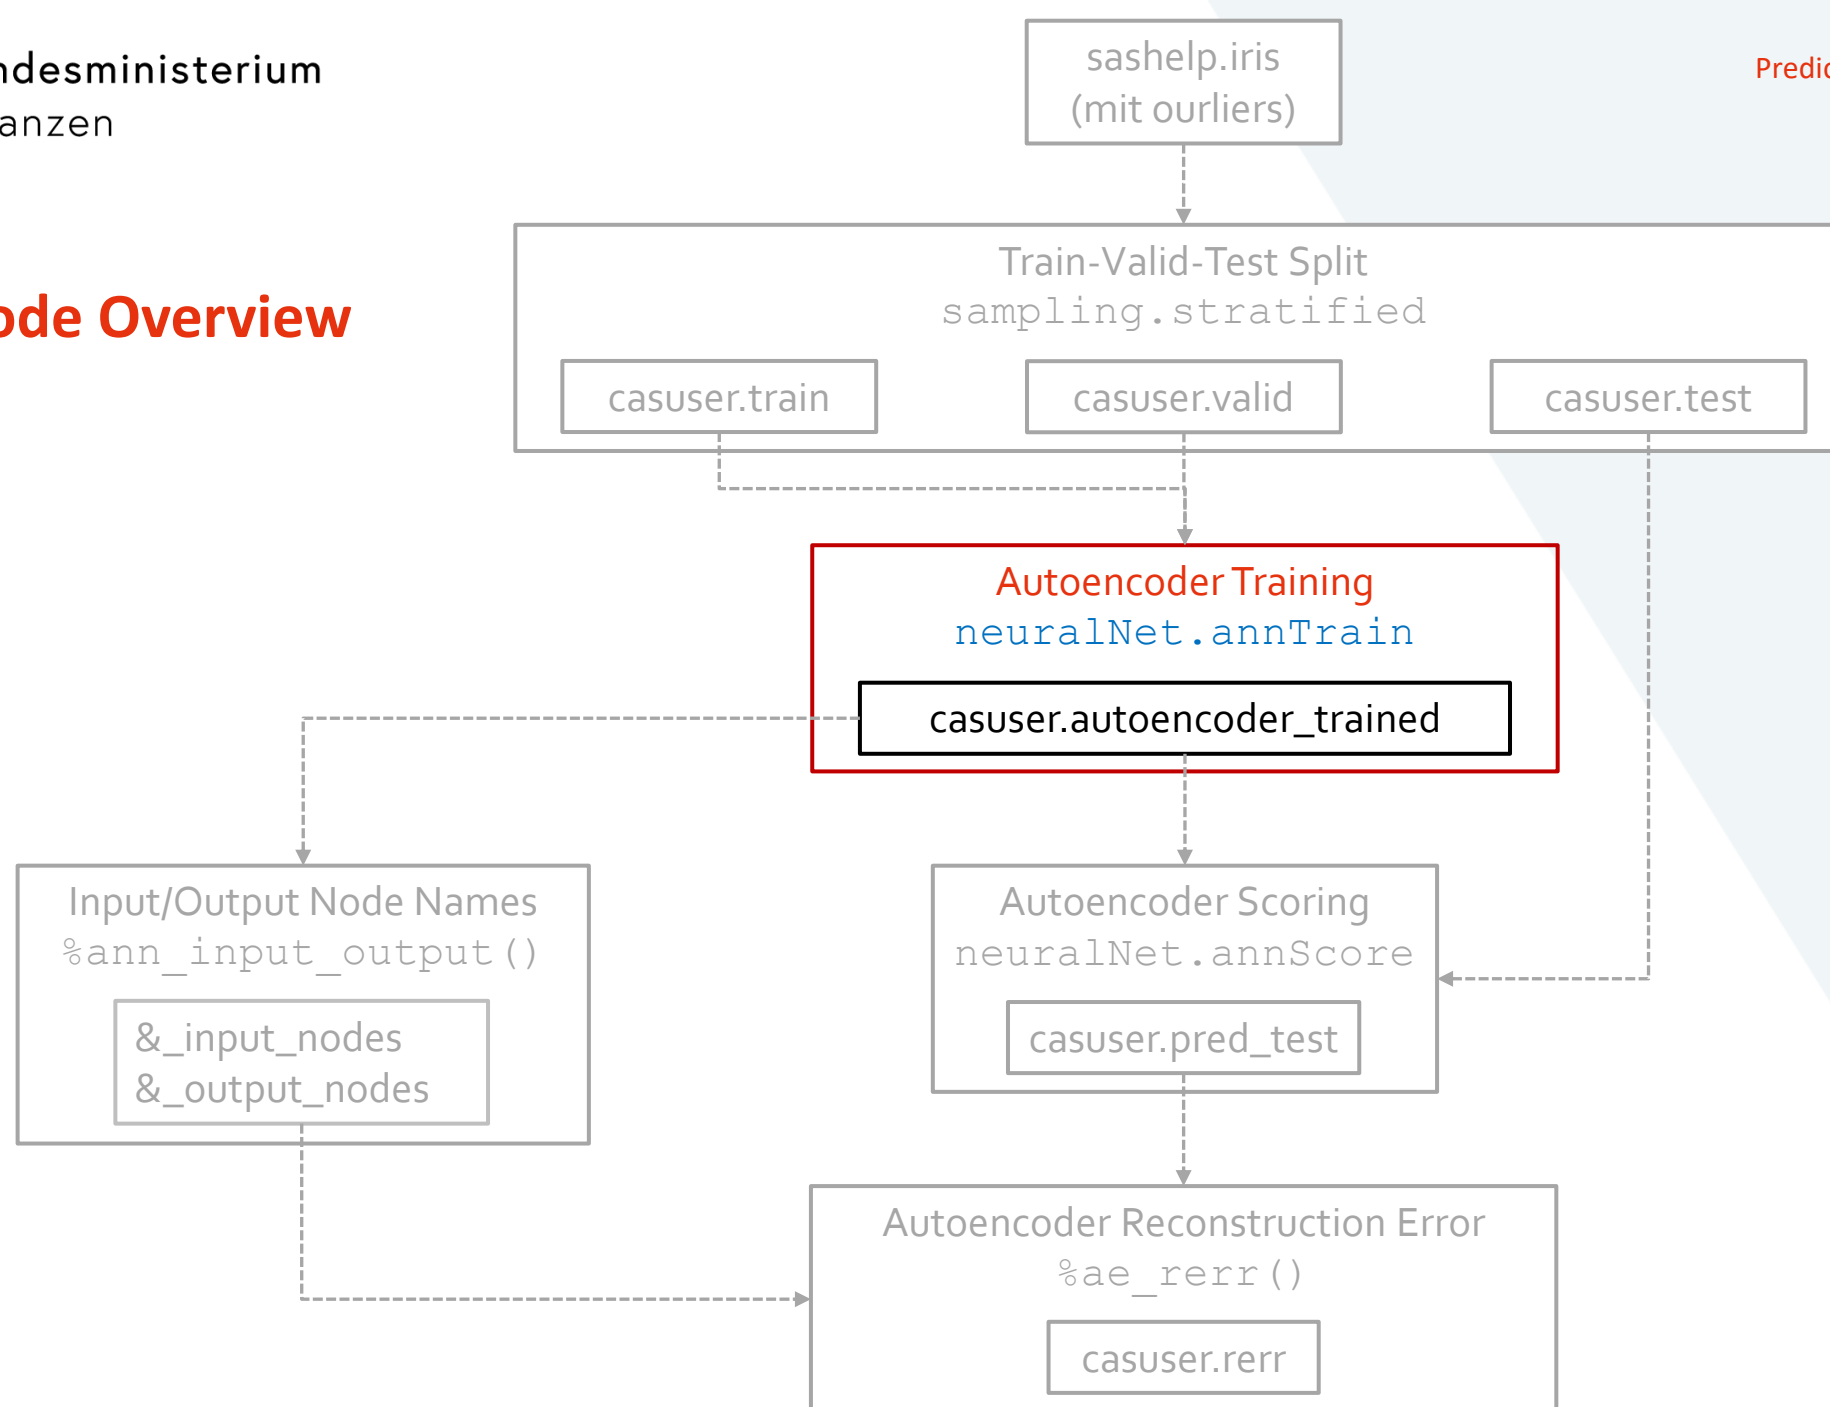 ndesministerium
anzen
Predic
ode Overview
sashelp.iris
(mit ourliers)
Train-Valid-Test Split
sampling.stratified
casuser.train
casuser.valid
casuser.test
Autoencoder Training
neuralNet.annTrain
casuser.autoencoder_trained
Input/Output Node Names
%ann_input_output()
&_input_nodes
&_output_nodes
Autoencoder Scoring
neuralNet.annScore
casuser.pred_test
Autoencoder Reconstruction Error
%ae_rerr()
casuser.rerr